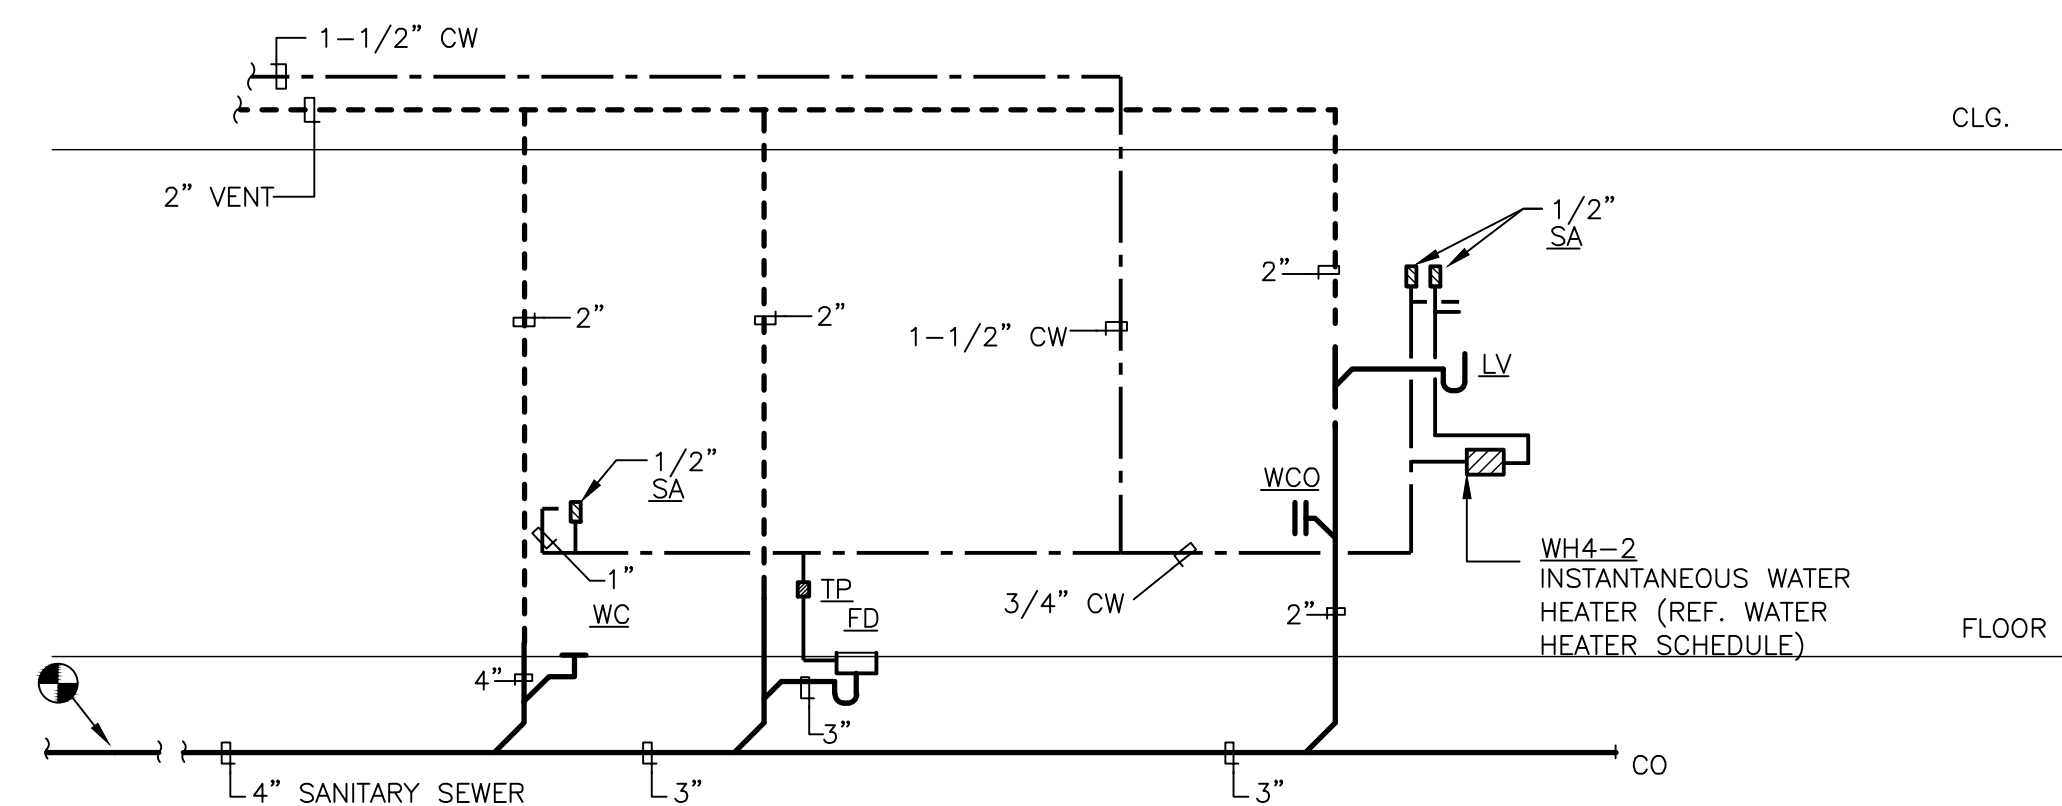 1-1/2" CW
CLG.
2" VENT
1/2"
SA
2"
2"
2"
1-1/2" CW
LV
1/2"
SA
WCO
WH4-2
INSTANTANEOUS WATER
HEATER (REF. WATER
HEATER SCHEDULE)
1"
WC
TP
FD
3/4" CW
2"
FLOOR
4"
3"
4" SANITARY SEWER
3"
3"
CO